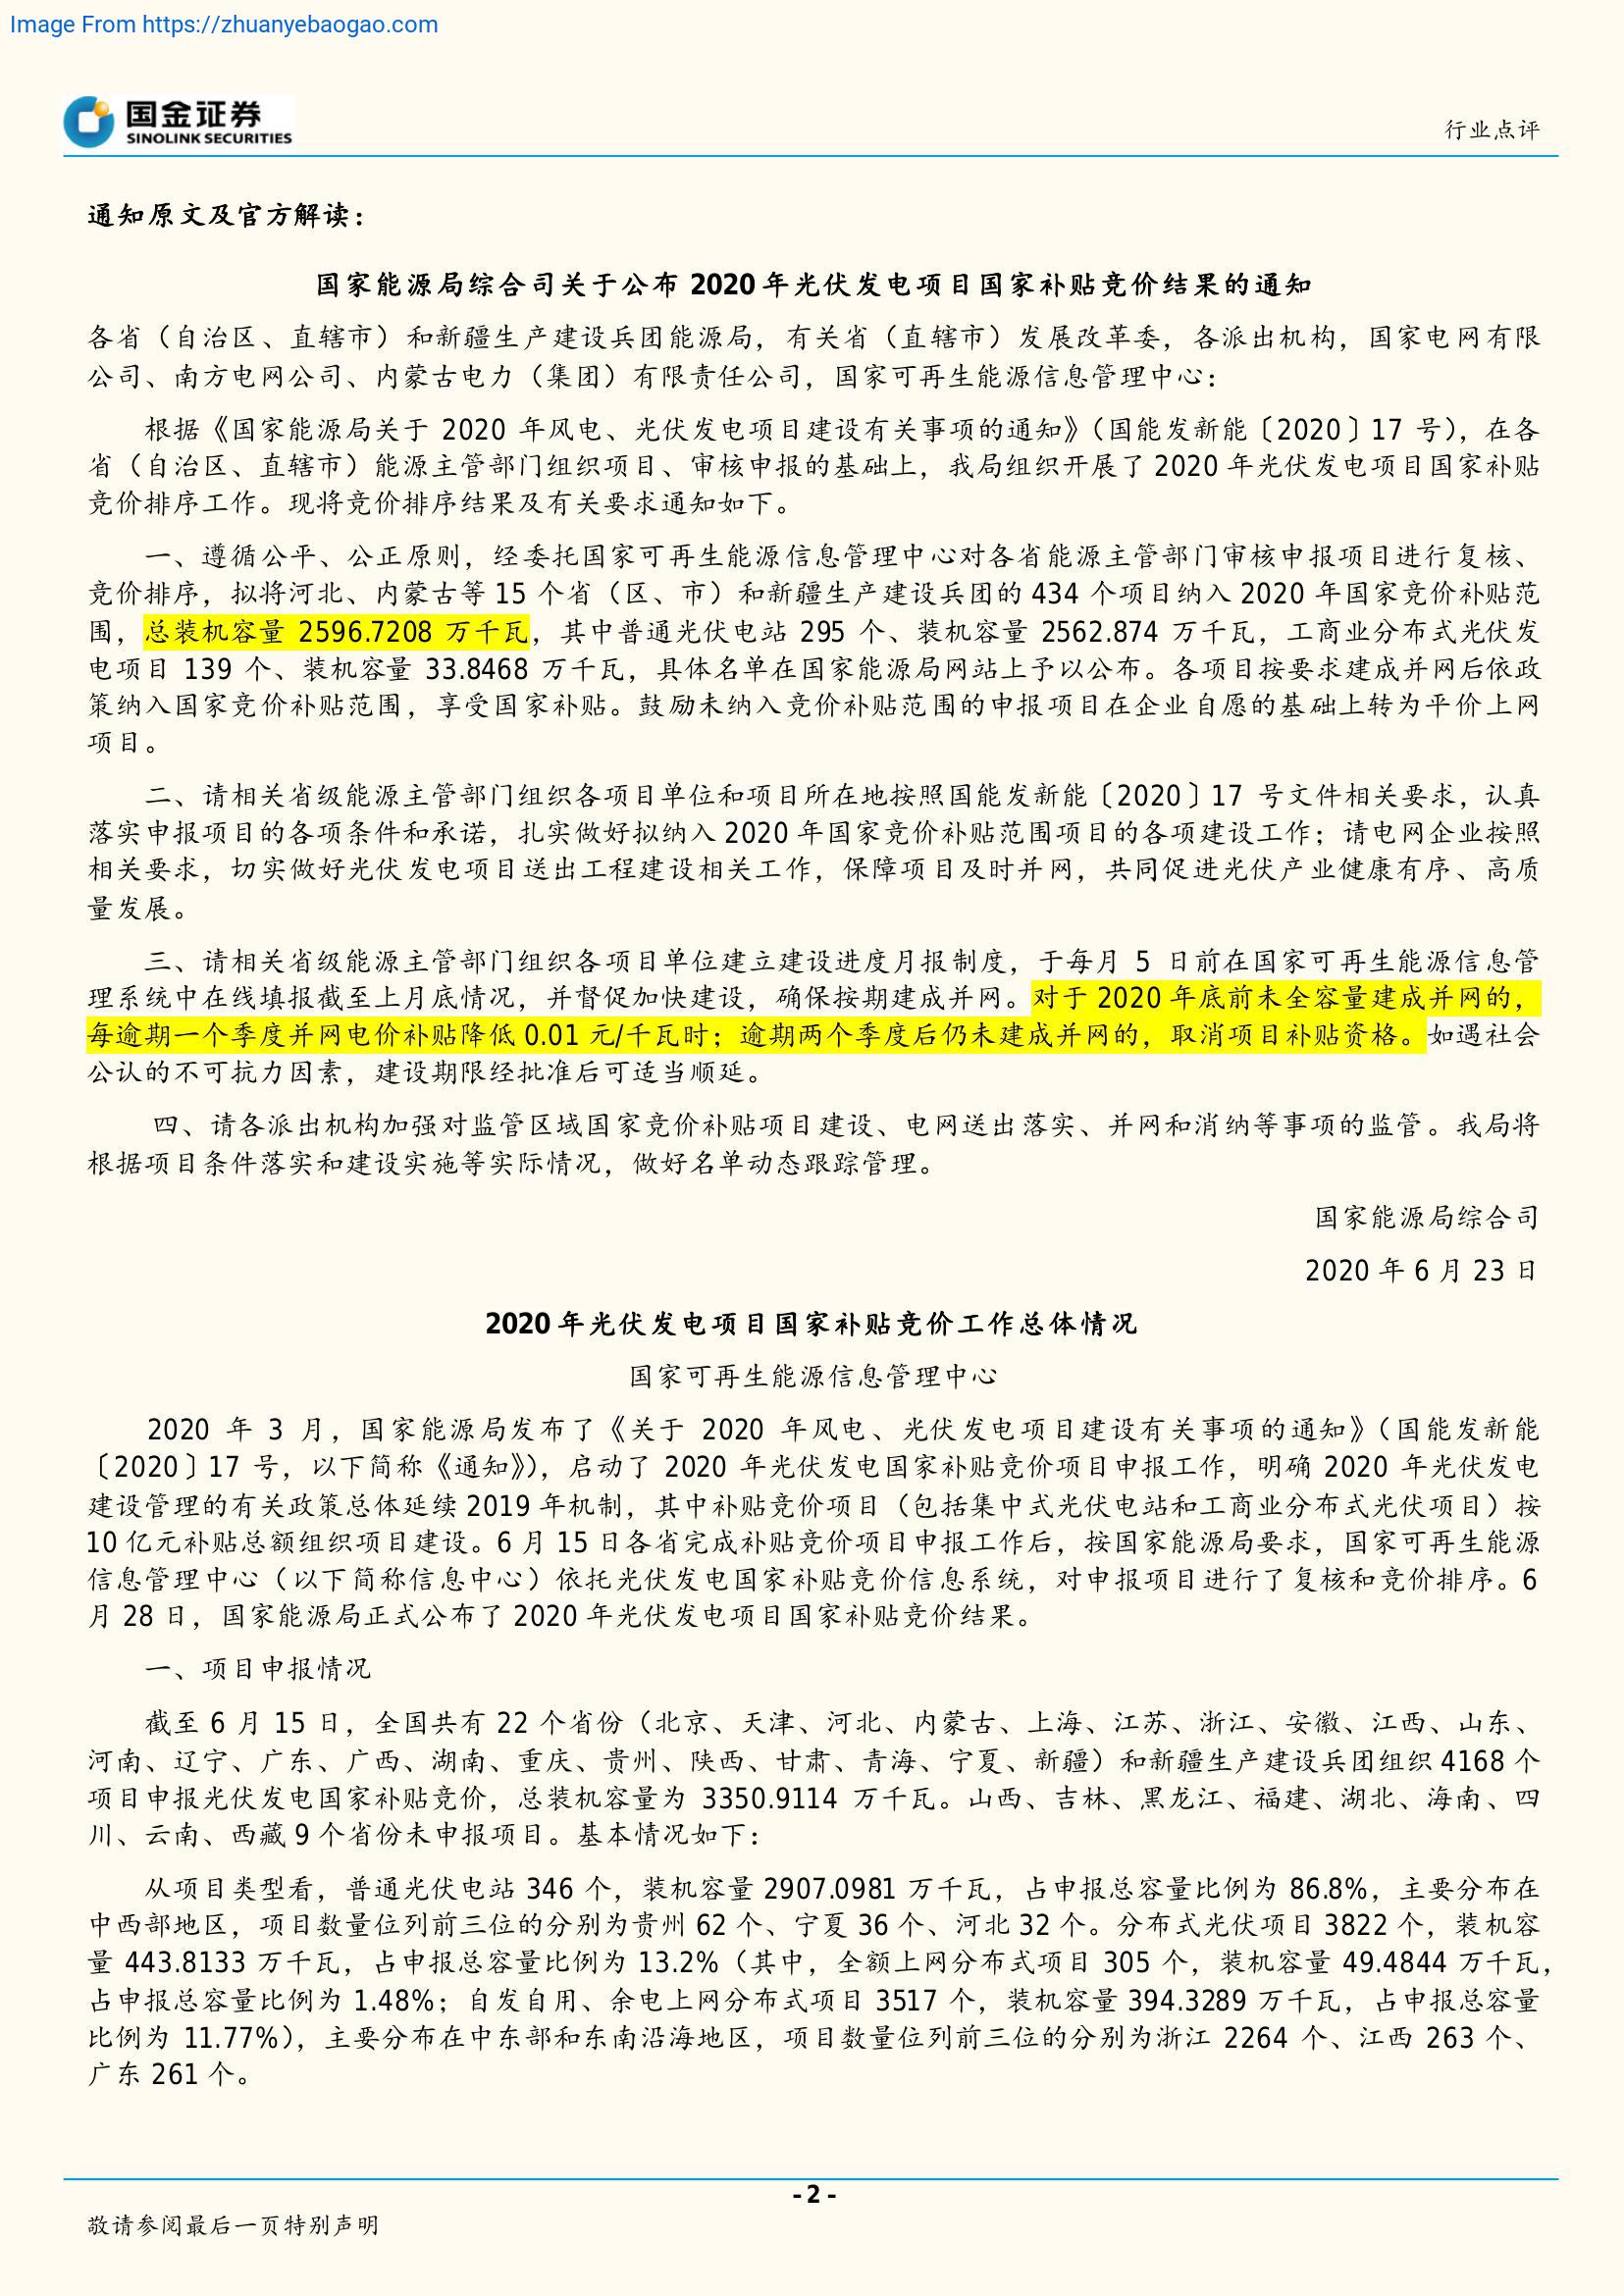 Image From https://zhuanyebaogao.com
国金证券
SINOLINK SECURITIES
行业点评
通知原文及官方解读：
国家能源局综合司关于公布 2020 年光伏发电项目国家补贴竞价结果的通知
各省（自治区、直辖市）和新疆生产建设兵团能源局，有关省（直辖市）发展改革委，各派出机构，国家电网有限
公司、南方电网公司、内蒙古电力（集团）有限责任公司，国家可再生能源信息管理中心：
根据《国家能源局关于 2020 年风电、光伏发电项目建设有关事项的通知》（国能发新能〔2020〕17 号），在各
省（自治区、直辖市）能源主管部门组织项目、审核申报的基础上，我局组织开展了 2020 年光伏发电项目国家补贴
竞价排序工作。现将竞价排序结果及有关要求通知如下。
一、遵循公平、公正原则，经委托国家可再生能源信息管理中心对各省能源主管部门审核申报项目进行复核、
竞价排序，拟将河北、内蒙古等 15 个省（区、市）和新疆生产建设兵团的 434 个项目纳入 2020 年国家竞价补贴范
围，总装机容量 2596.7208 万千瓦，其中普通光伏电站 295 个、装机容量 2562.874 万千瓦，工商业分布式光伏发
电项目 139 个、装机容量 33.8468 万千瓦，具体名单在国家能源局网站上予以公布。各项目按要求建成并网后依政
策纳入国家竞价补贴范围，享受国家补贴。鼓励未纳入竞价补贴范围的申报项目在企业自愿的基础上转为平价上网
项目。
二、请相关省级能源主管部门组织各项目单位和项目所在地按照国能发新能〔2020〕17 号文件相关要求，认真
落实申报项目的各项条件和承诺，扎实做好拟纳入 2020 年国家竞价补贴范围项目的各项建设工作；请电网企业按照
相关要求，切实做好光伏发电项目送出工程建设相关工作，保障项目及时并网，共同促进光伏产业健康有序、高质
量发展。
三、请相关省级能源主管部门组织各项目单位建立建设进度月报制度，于每月 5 日前在国家可再生能源信息管
理系统中在线填报截至上月底情况，并督促加快建设，确保按期建成并网。对于 2020 年底前未全容量建成并网的，
每逾期一个季度并网电价补贴降低 0.01 元/千瓦时；逾期两个季度后仍未建成并网的，取消项目补贴资格。如遇社会
公认的不可抗力因素，建设期限经批准后可适当顺延。
四、请各派出机构加强对监管区域国家竞价补贴项目建设、电网送出落实、并网和消纳等事项的监管。我局将
根据项目条件落实和建设实施等实际情况，做好名单动态跟踪管理。
国家能源局综合司
2020 年 6 月 23 日
2020 年光伏发电项目国家补贴竞价工作总体情况
国家可再生能源信息管理中心
2020 年 3 月，国家能源局发布了《关于 2020 年风电、光伏发电项目建设有关事项的通知》（国能发新能
〔2020〕17 号，以下简称《通知》），启动了 2020 年光伏发电国家补贴竞价项目申报工作，明确 2020 年光伏发电
建设管理的有关政策总体延续 2019 年机制，其中补贴竞价项目（包括集中式光伏电站和工商业分布式光伏项目）按
10 亿元补贴总额组织项目建设。6 月 15 日各省完成补贴竞价项目申报工作后，按国家能源局要求，国家可再生能源
信息管理中心（以下简称信息中心）依托光伏发电国家补贴竞价信息系统，对申报项目进行了复核和竞价排序。6
月 28 日，国家能源局正式公布了 2020 年光伏发电项目国家补贴竞价结果。
一、项目申报情况
截至 6 月 15 日，全国共有 22 个省份（北京、天津、河北、内蒙古、上海、江苏、浙江、安徽、江西、山东、
河南、辽宁、广东、广西、湖南、重庆、贵州、陕西、甘肃、青海、宁夏、新疆）和新疆生产建设兵团组织 4168 个
项目申报光伏发电国家补贴竞价，总装机容量为 3350.9114 万千瓦。山西、吉林、黑龙江、福建、湖北、海南、四
川、云南、西藏 9 个省份未申报项目。基本情况如下：
从项目类型看，普通光伏电站 346 个，装机容量 2907.0981 万千瓦，占申报总容量比例为 86.8%，主要分布在
中西部地区，项目数量位列前三位的分别为贵州 62 个、宁夏 36 个、河北 32 个。分布式光伏项目 3822 个，装机容
量 443.8133 万千瓦，占申报总容量比例为 13.2%（其中，全额上网分布式项目 305 个，装机容量 49.4844 万千瓦，
占申报总容量比例为 1.48%；自发自用、余电上网分布式项目 3517 个，装机容量 394.3289 万千瓦，占申报总容量
比例为 11.77%），主要分布在中东部和东南沿海地区，项目数量位列前三位的分别为浙江 2264 个、江西 263 个、
广东 261 个。
- 2 -
敬请参阅最后一页特别声明